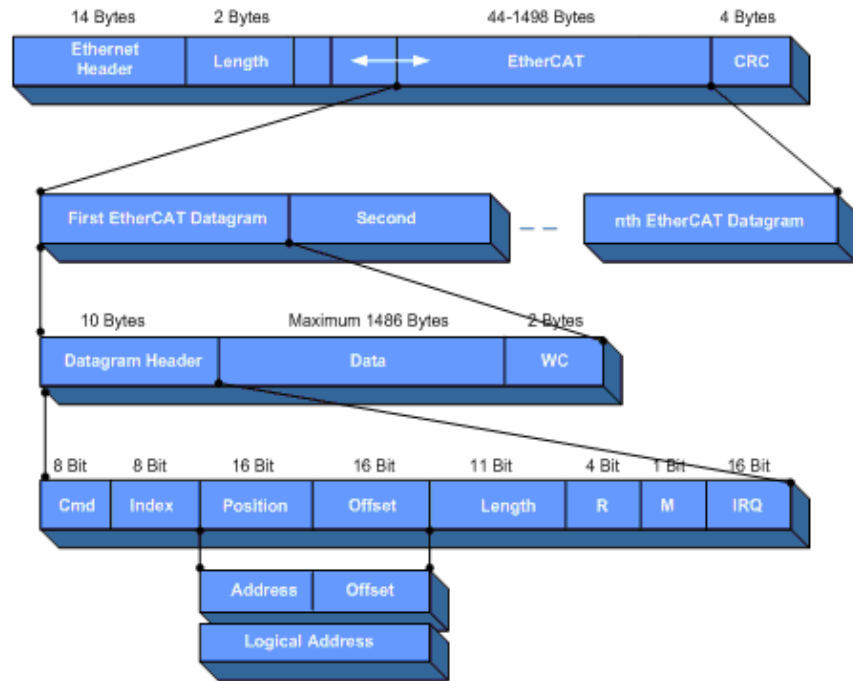 14 Bytes 2 Bytes 44-1498 Bytes 4 Bytes
Ethernet Header Length EtherCAT CRC
First EtherCAT Datagram Second nth EtherCAT Datagram
10 Bytes Maximum 1486 Bytes 2 Bytes
Datagram Header Data WC
8 Bit 8 Bit 16 Bit 16 Bit 11 Bit 4 Bit 1 Bit 16 Bit
Cmd Index Position Offset Length R M IRQ
Address Offset
Logical Address